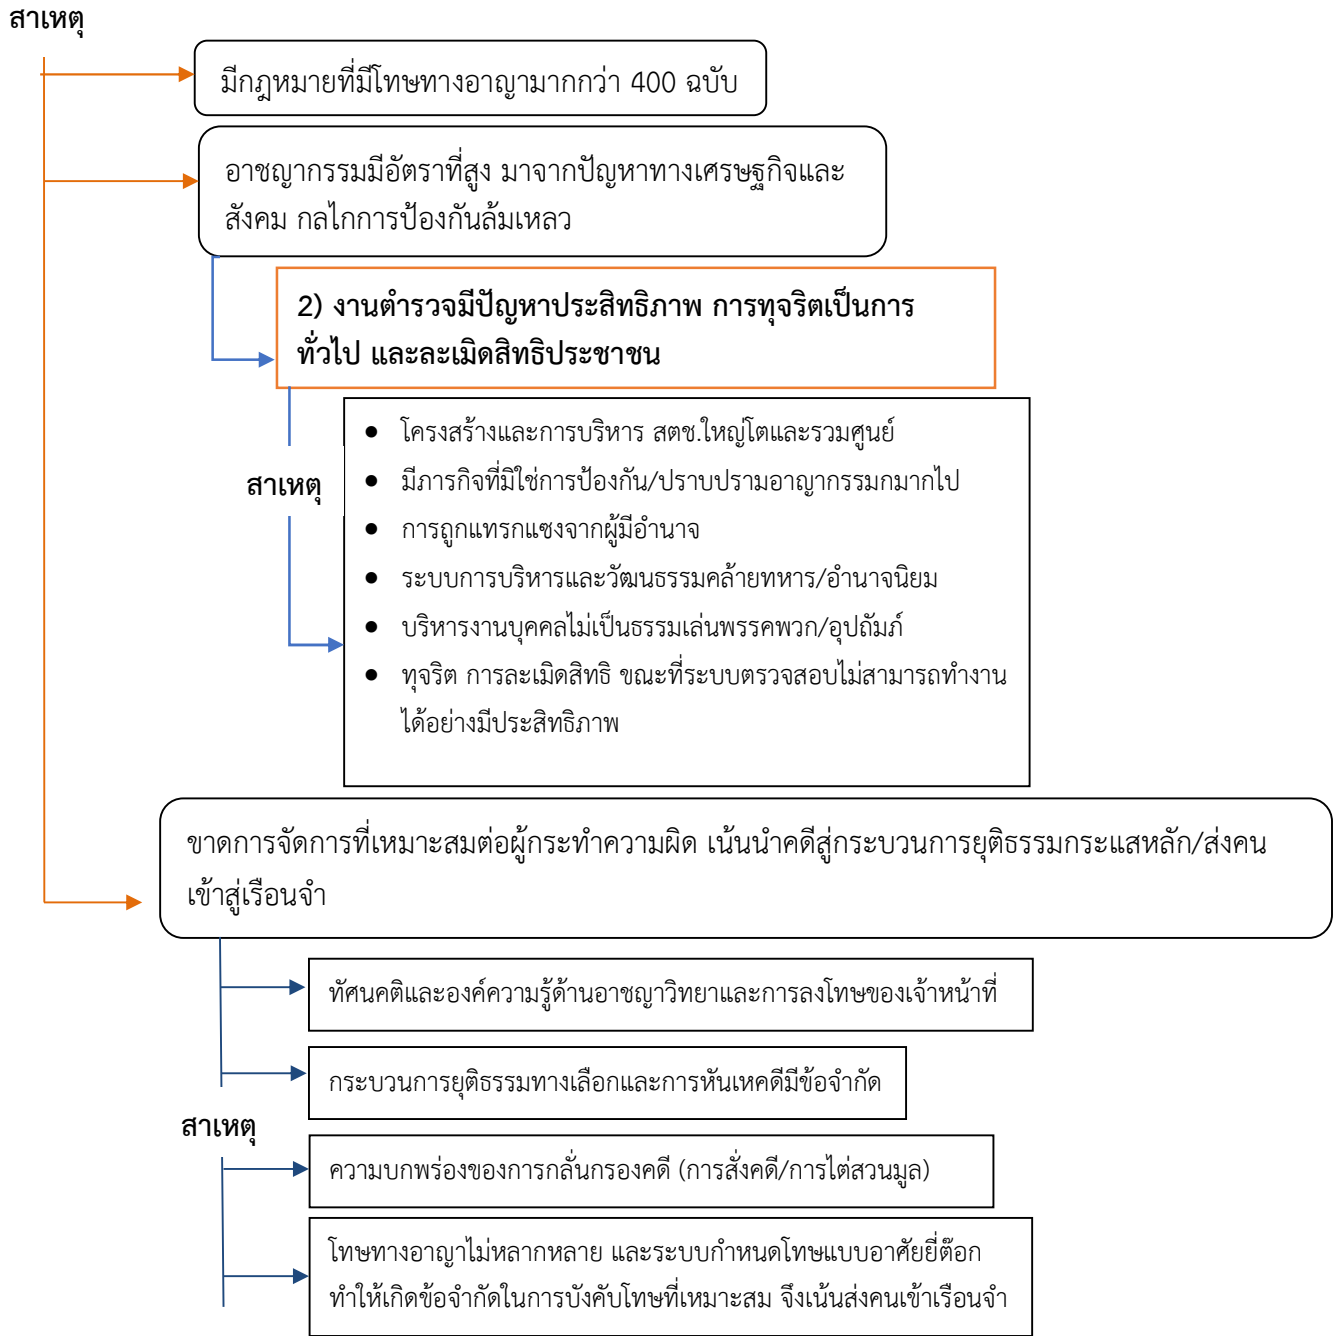 สาเหตุ
มีกฎหมายที่มีโทษทางอาญามากกว่า 400 ฉบับ
อาชญากรรมมีอัตราที่สูง มาจากปัญหาทางเศรษฐกิจและ
สังคม กลไกการป้องกันล้มเหลว
2) งานตำรวจมีปัญหาประสิทธิภาพ การทุจริตเป็นการ
ทั่วไป และละเมิดสิทธิประชาชน
สาเหตุ
● โครงสร้างและการบริหาร สตช.ใหญ่โตและรวมศูนย์
● มีภารกิจที่มิใช่การป้องกัน/ปราบปรามอาญากรรมกมากไป
● การถูกแทรกแซงจากผู้มีอำนาจ
● ระบบการบริหารและวัฒนธรรมคล้ายทหาร/อำนาจนิยม
● บริหารงานบุคคลไม่เป็นธรรมเล่นพรรคพวก/อุปถัมภ์
● ทุจริต การละเมิดสิทธิ ขณะที่ระบบตรวจสอบไม่สามารถทำงาน
ได้อย่างมีประสิทธิภาพ
ขาดการจัดการที่เหมาะสมต่อผู้กระทำความผิด เน้นนำคดีสู่กระบวนการยุติธรรมกระแสหลัก/ส่งคน
เข้าสู่เรือนจำ
ทัศนคติและองค์ความรู้ด้านอาชญาวิทยาและการลงโทษของเจ้าหน้าที่
กระบวนการยุติธรรมทางเลือกและการหันเหคดีมีข้อจำกัด
สาเหตุ
ความบกพร่องของการกลั่นกรองคดี (การสั่งคดี/การไต่สวนมูล)
โทษทางอาญาไม่หลากหลาย และระบบกำหนดโทษแบบอาศัยยี่ต๊อก
ทำให้เกิดข้อจำกัดในการบังคับโทษที่เหมาะสม จึงเน้นส่งคนเข้าเรือนจำ